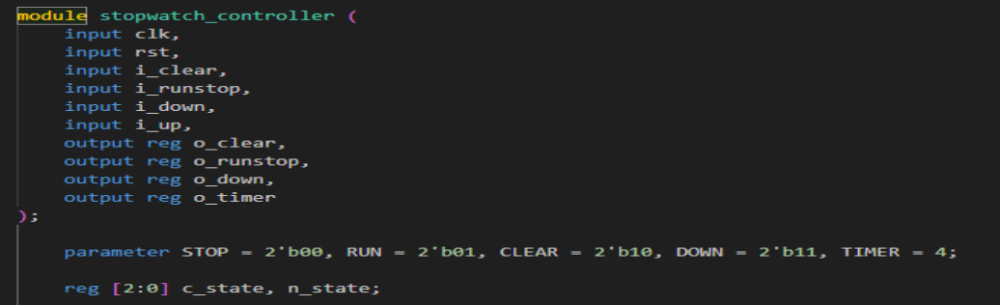 module stopwatch_controller (
    input clk,
    input rst,
    input i_clear,
    input i_runstop,
    input i_down,
    input i_up,
    output reg o_clear,
    output reg o_runstop,
    output reg o_down,
    output reg o_timer
);
    parameter STOP = 2'b00, RUN = 2'b01, CLEAR = 2'b10, DOWN = 2'b11, TIMER = 4;
    reg [2:0] c_state, n_state;